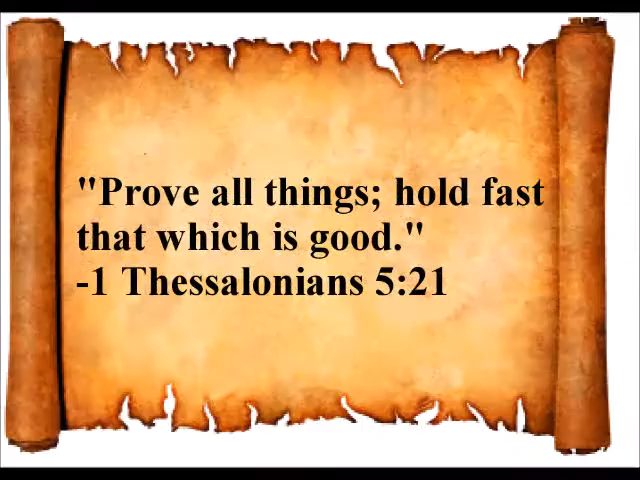 "Prove all things; hold fast
that which is good."
-1 Thessalonians 5:21